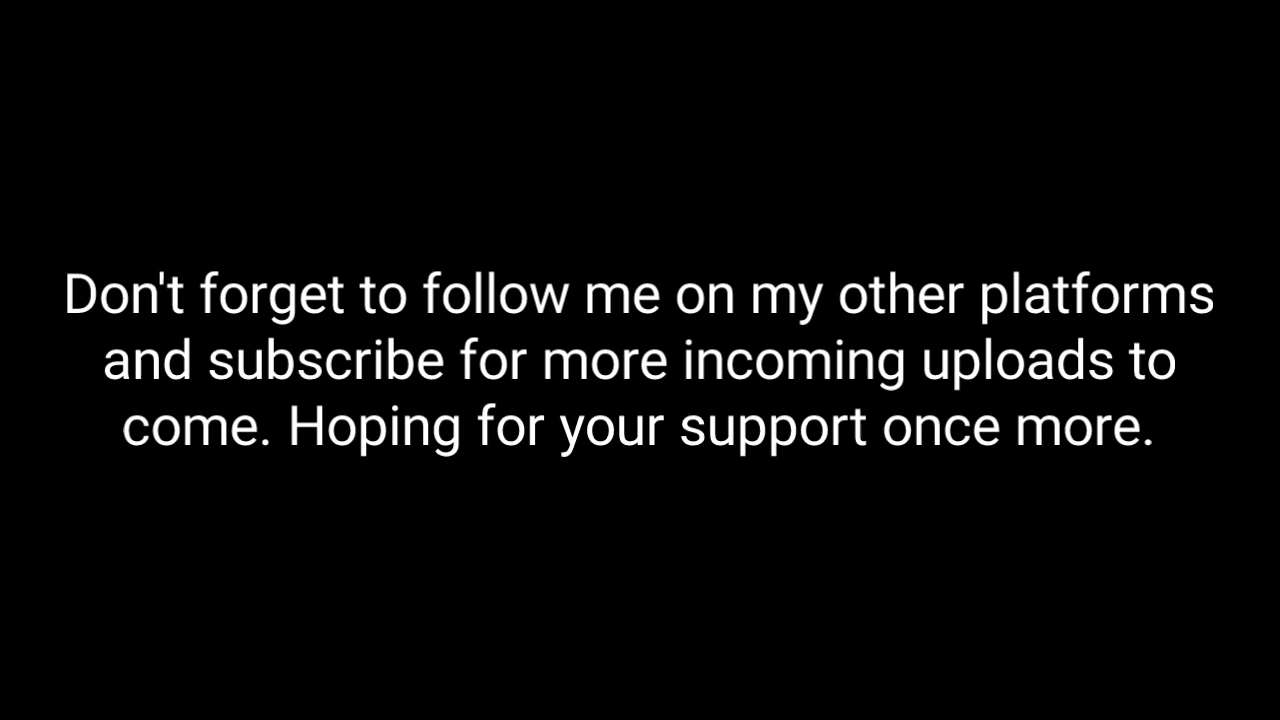 Don't forget to follow me on my other platforms
and subscribe for more incoming uploads to
come. Hoping for your support once more.